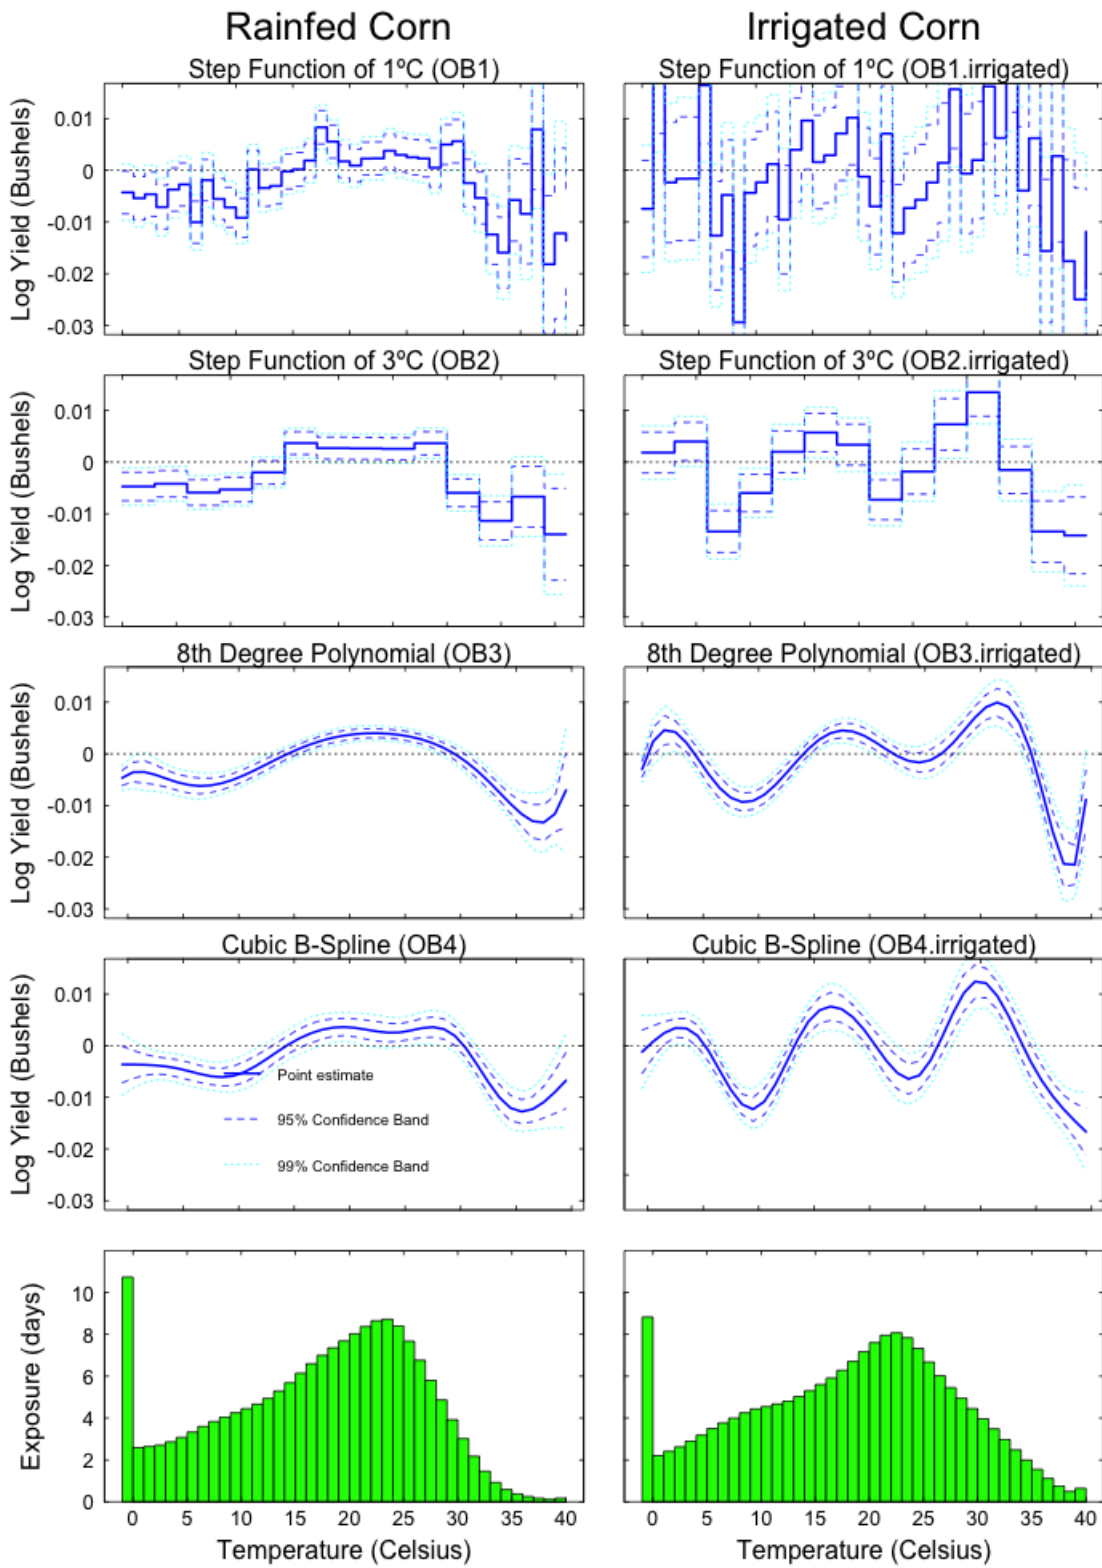 Rainfed Corn
Irrigated Corn
Step Function of 1ºC (OB1)
Step Function of 1ºC (OB1.irrigated)
Log Yield (Bushels)
0.01
0
-0.01
-0.02
-0.03
Step Function of 3ºC (OB2)
Step Function of 3ºC (OB2.irrigated)
Log Yield (Bushels)
0.01
0
-0.01
-0.02
-0.03
8th Degree Polynomial (OB3)
8th Degree Polynomial (OB3.irrigated)
Log Yield (Bushels)
0.01
0
-0.01
-0.02
-0.03
Cubic B-Spline (OB4)
Cubic B-Spline (OB4.irrigated)
Log Yield (Bushels)
0.01
0
-0.01
-0.02
-0.03
Point estimate
95% Confidence Band
99% Confidence Band
Exposure (days)
10
8
6
4
2
0
0 5 10 15 20 25 30 35 40
0 5 10 15 20 25 30 35 40
Temperature (Celsius)
Temperature (Celsius)